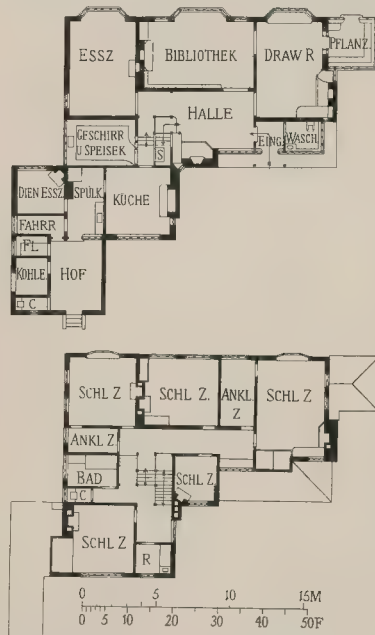 ESSZ
BIBLIOTHEK
DRAW R
PFLANZ.
HALLE
GESCHIRR
U SPEISEK
S
EING
WASCH
DIEN ESSZ
SPÜLK
KÜCHE
FAHRR
FL
KOHLE
HOF
C
SCHL Z
SCHL Z.
ANKL
Z
SCHL Z
ANKL Z
BAD
C
SCHL Z
SCHL Z
R
0 5 10 15M
0 5 10 20 30 40 50F